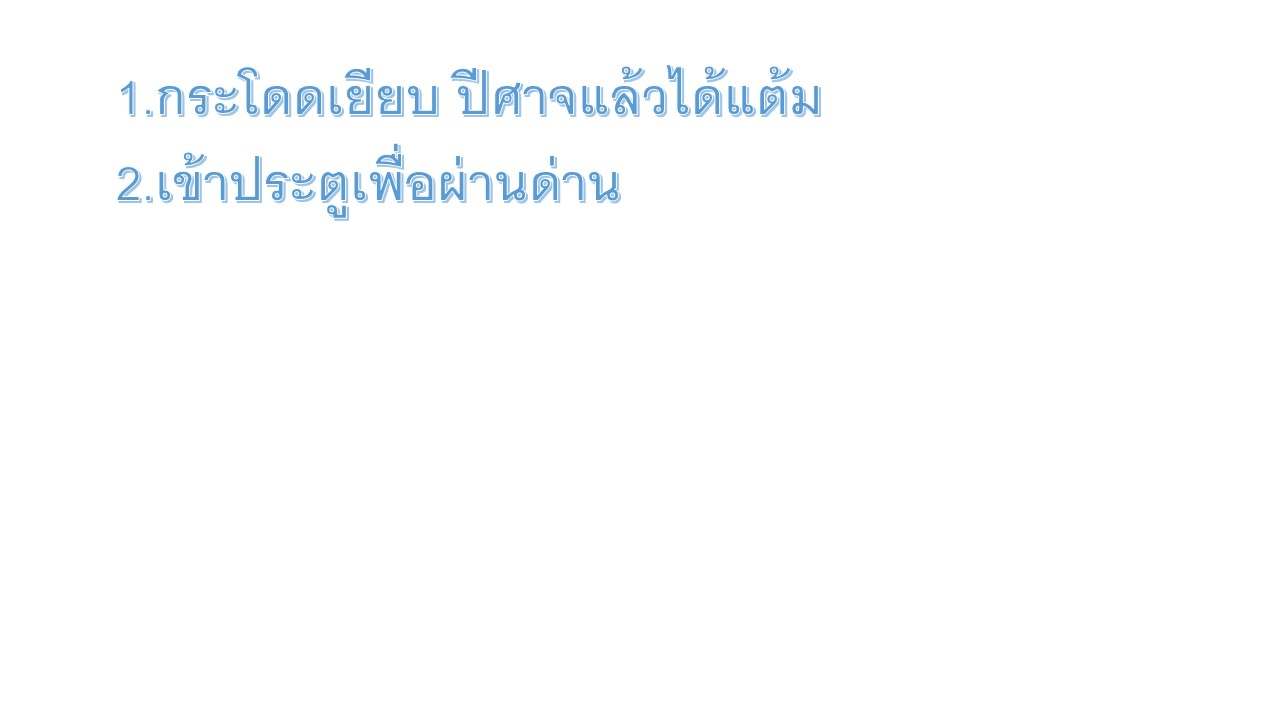 1.กระโดดเยียบ ปีศาจแล้วได้แต้ม
2.เข้าประตูเพื่อผ่านด่าน